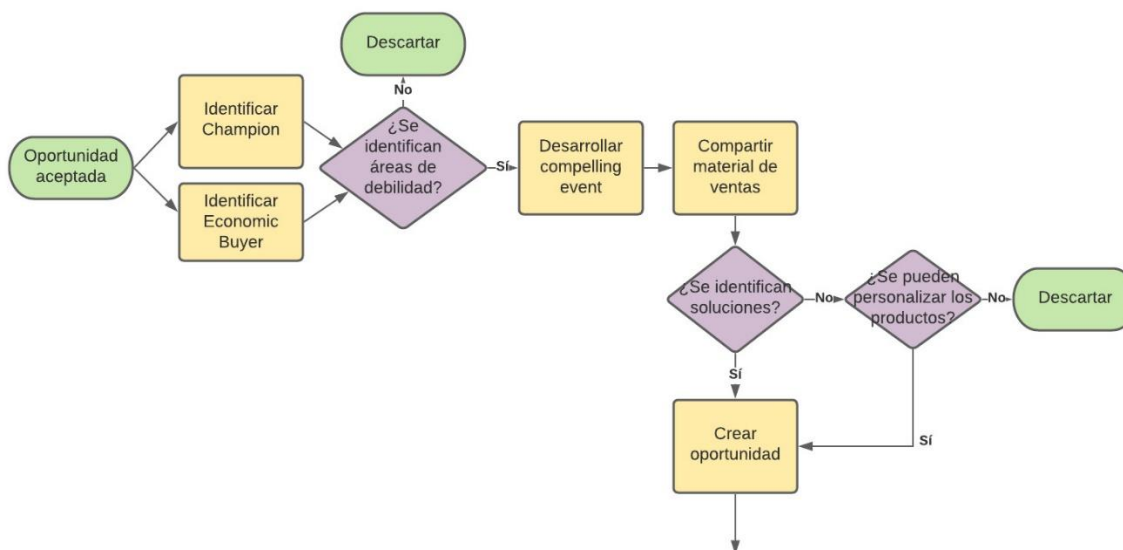 Descartar
No
Identificar
Champion
Oportunidad
aceptada
Identificar
Economic
Buyer
¿Se
identifican
áreas de
debilidad?
Sí
Desarrollar
compelling
event
Compartir
material de
ventas
¿Se identifican
soluciones?
No
¿Se pueden
personalizar los
productos?
No
Descartar
Sí
Crear
oportunidad
Sí